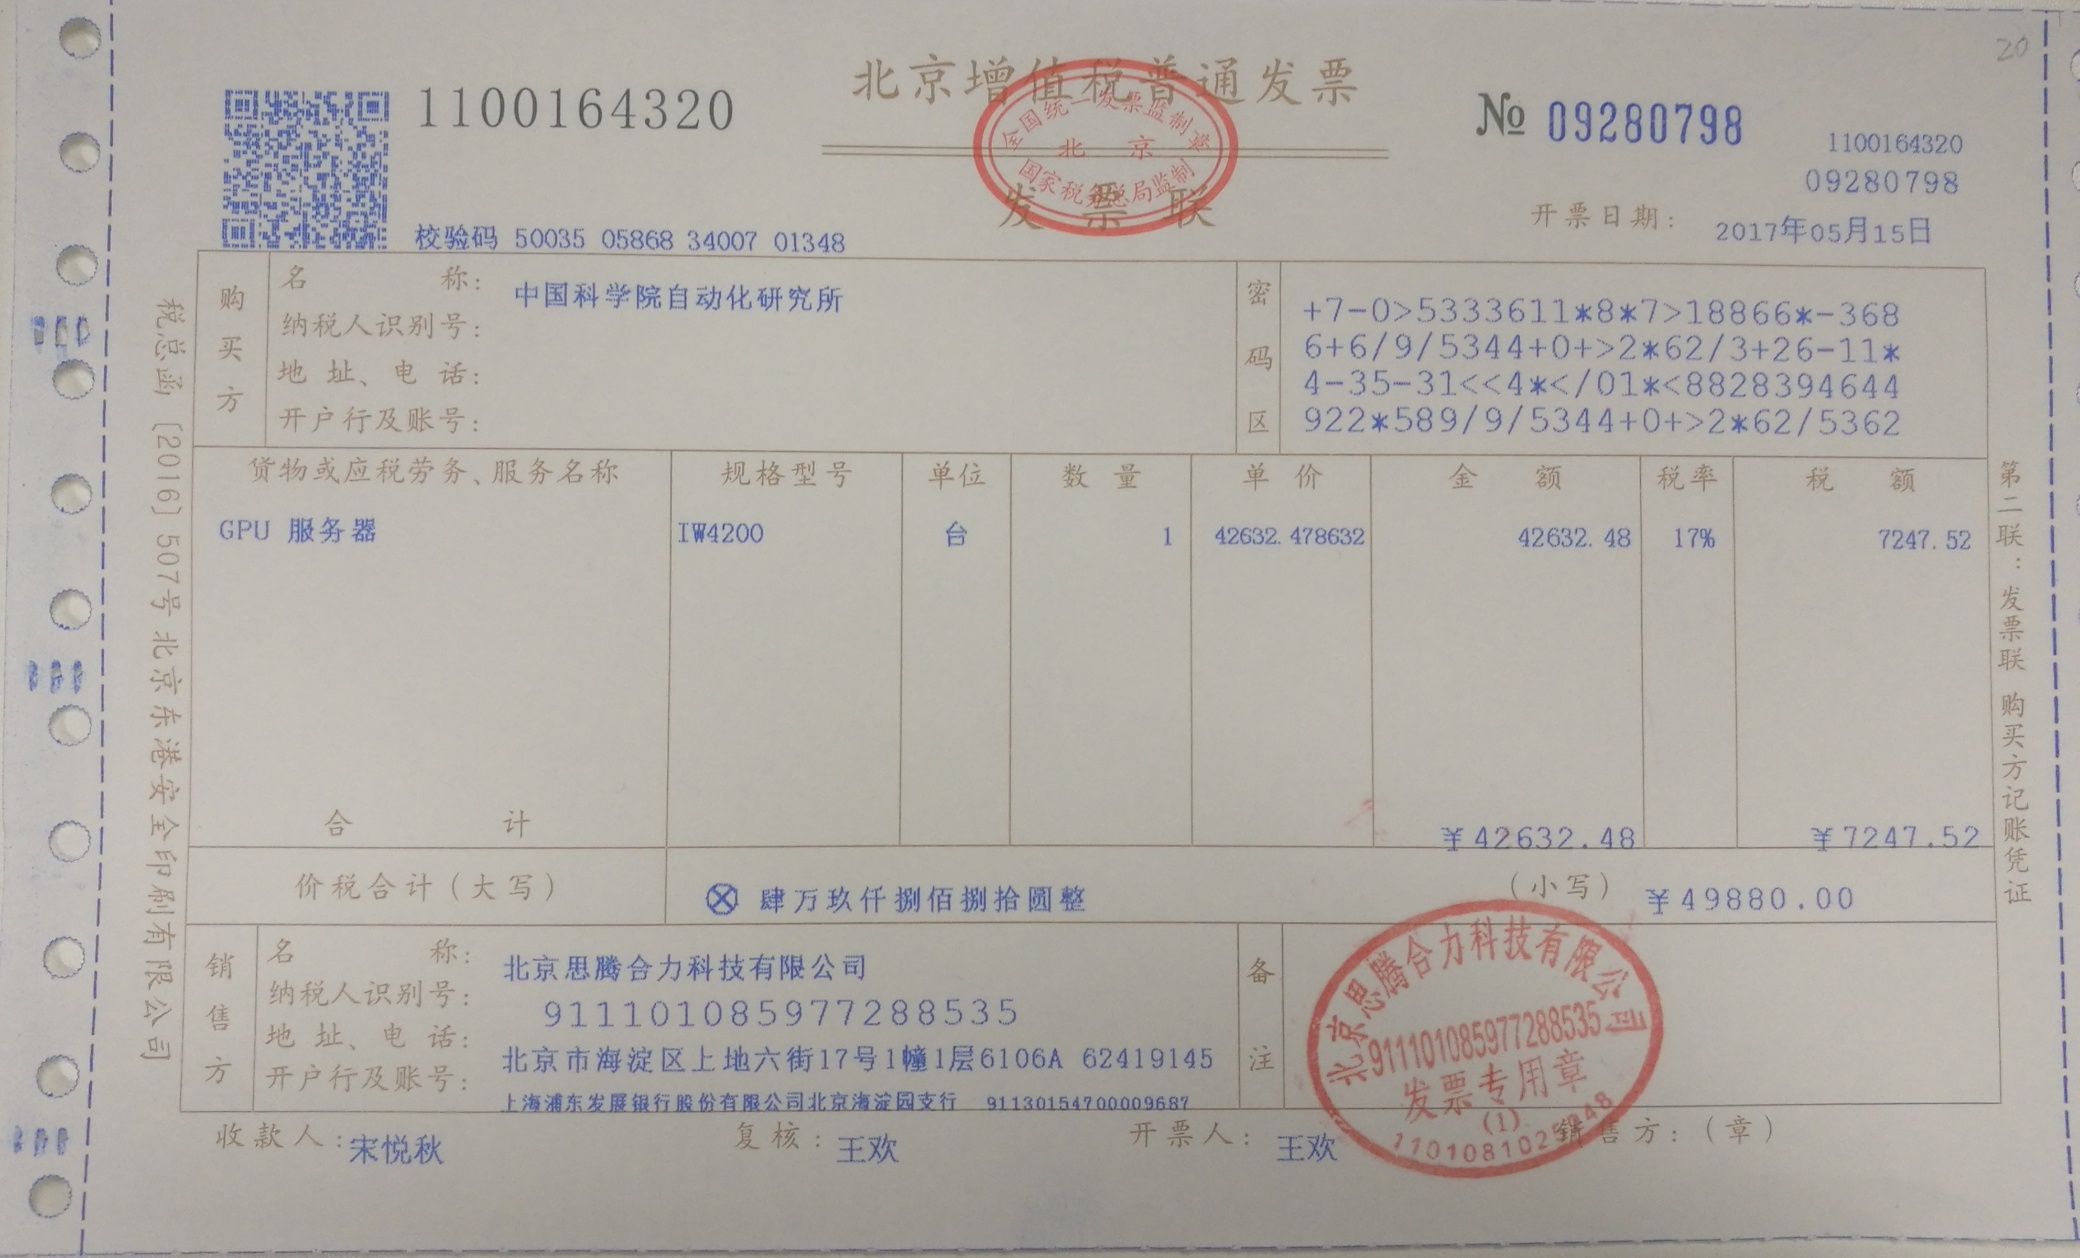 20
北京增值税普通发票
1100164320
№ 09280798
1100164320
09280798
全国统一发票监制章
北京
国家税务总局监制
发票联
校验码 50035 05868 34007 01348
开票日期: 2017年05月15日
税总函〔2016〕507号北京东港安全印刷有限公司
购买方
名称: 中国科学院自动化研究所
纳税人识别号:
地址、电话:
开户行及账号:
密码区
+7-0>5333611*8*7>18866*-368
6+6/9/5344+0+>2*62/3+26-11*
4-35-31<<4*</01*<8828394644
922*589/9/5344+0+>2*62/5362
货物或应税劳务、服务名称 规格型号 单位 数量 单价 金额 税率 税额
GPU 服务器 IW4200 台 1 42632.478632 42632.48 17% 7247.52
合计 ¥42632.48 ¥7247.52
价税合计(大写) ⊗ 肆万玖仟捌佰捌拾圆整 (小写) ¥49880.00
第二联:发票联 购买方记账凭证
销售方
名称: 北京思腾合力科技有限公司
纳税人识别号: 911101085977288535
地址、电话: 北京市海淀区上地六街17号1幢1层6106A 62419145
开户行及账号: 上海浦东发展银行股份有限公司北京海淀园支行 91130154700009687
备注
北京思腾合力科技有限公司
911101085977288535
发票专用章
(1)
收款人: 宋悦秋 复核: 王欢 开票人: 王欢 销售方:(章)